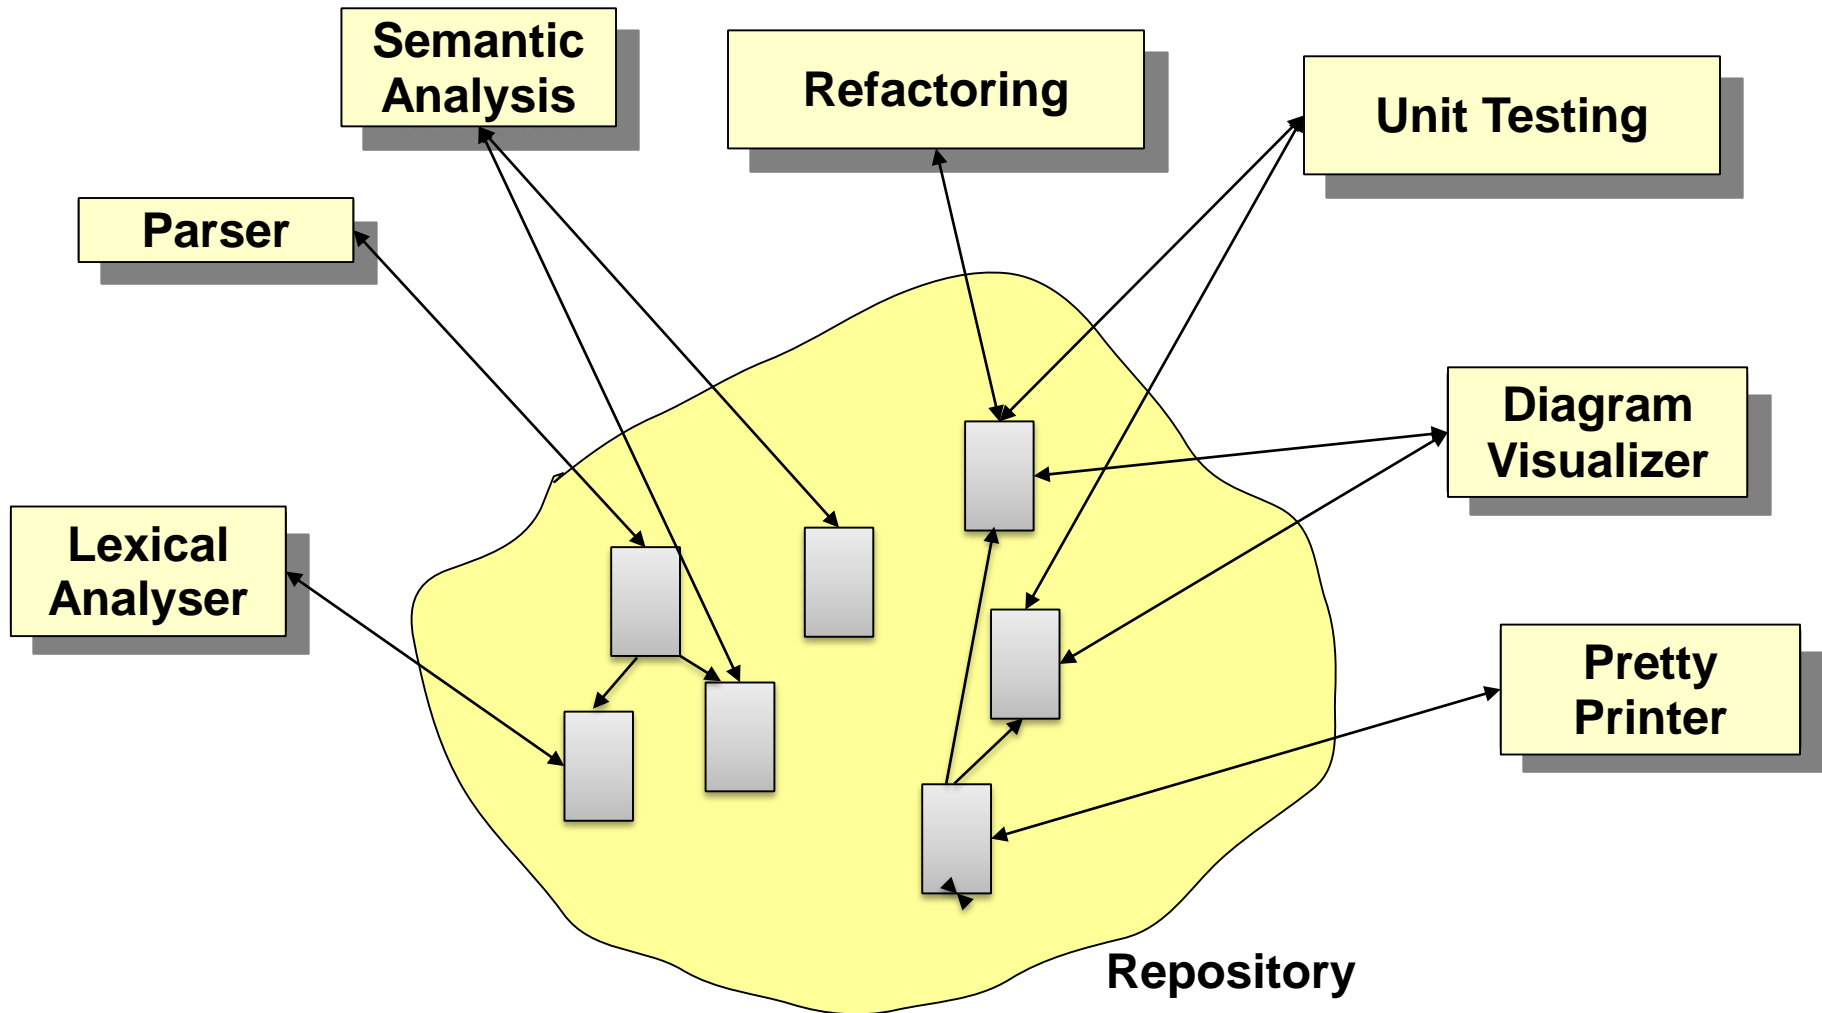 Semantic
Analysis
Refactoring
Unit Testing
Parser
Diagram
Visualizer
Lexical
Analyser
Pretty
Printer
Repository